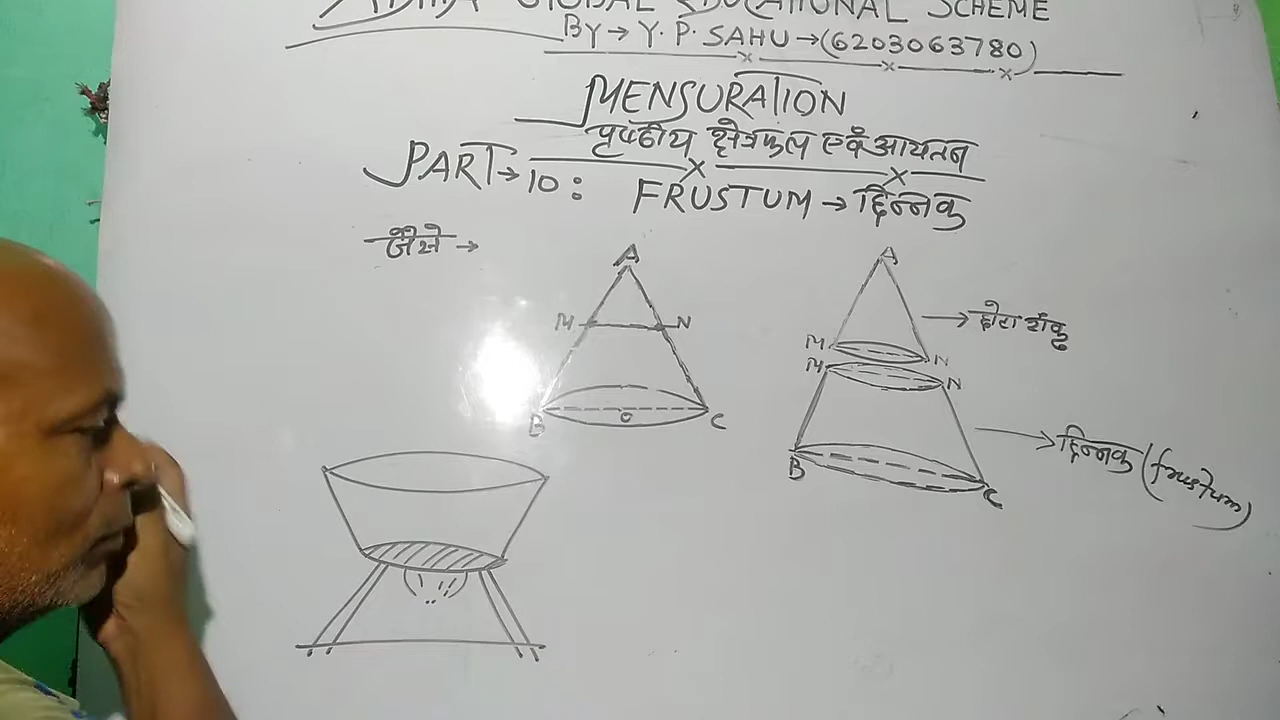 GLOBAL EDUCATIONAL SCHEME
BY → Y. P. SAHU → (6203063780)
MENSURATION
पृष्ठीय क्षेत्रफल एवं आयतन
PART → 10 : FRUSTUM → छिन्नक
जैसे →
A
M N
B O C
A
M N
→ छोटा शंकु
M N
B C
→ छिन्नक (frustum)